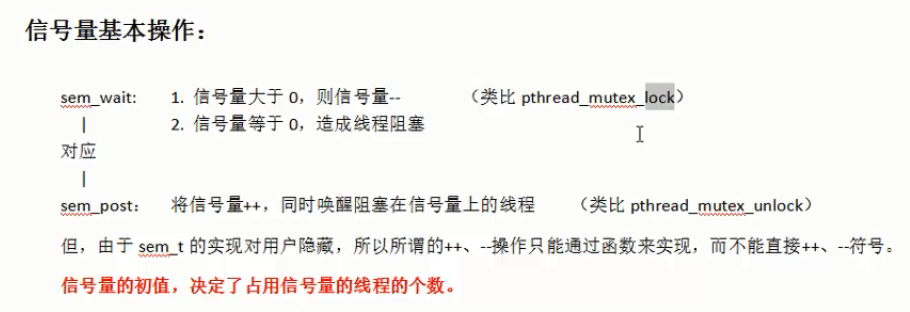 信号量基本操作：
sem_wait: 1. 信号量大于 0，则信号量-- （类比 pthread_mutex_lock）
| 2. 信号量等于 0，造成线程阻塞
对应
|
sem_post： 将信号量++，同时唤醒阻塞在信号量上的线程 （类比 pthread_mutex_unlock）
但，由于 sem_t 的实现对用户隐藏，所以所谓的++、--操作只能通过函数来实现，而不能直接++、--符号。
信号量的初值，决定了占用信号量的线程的个数。